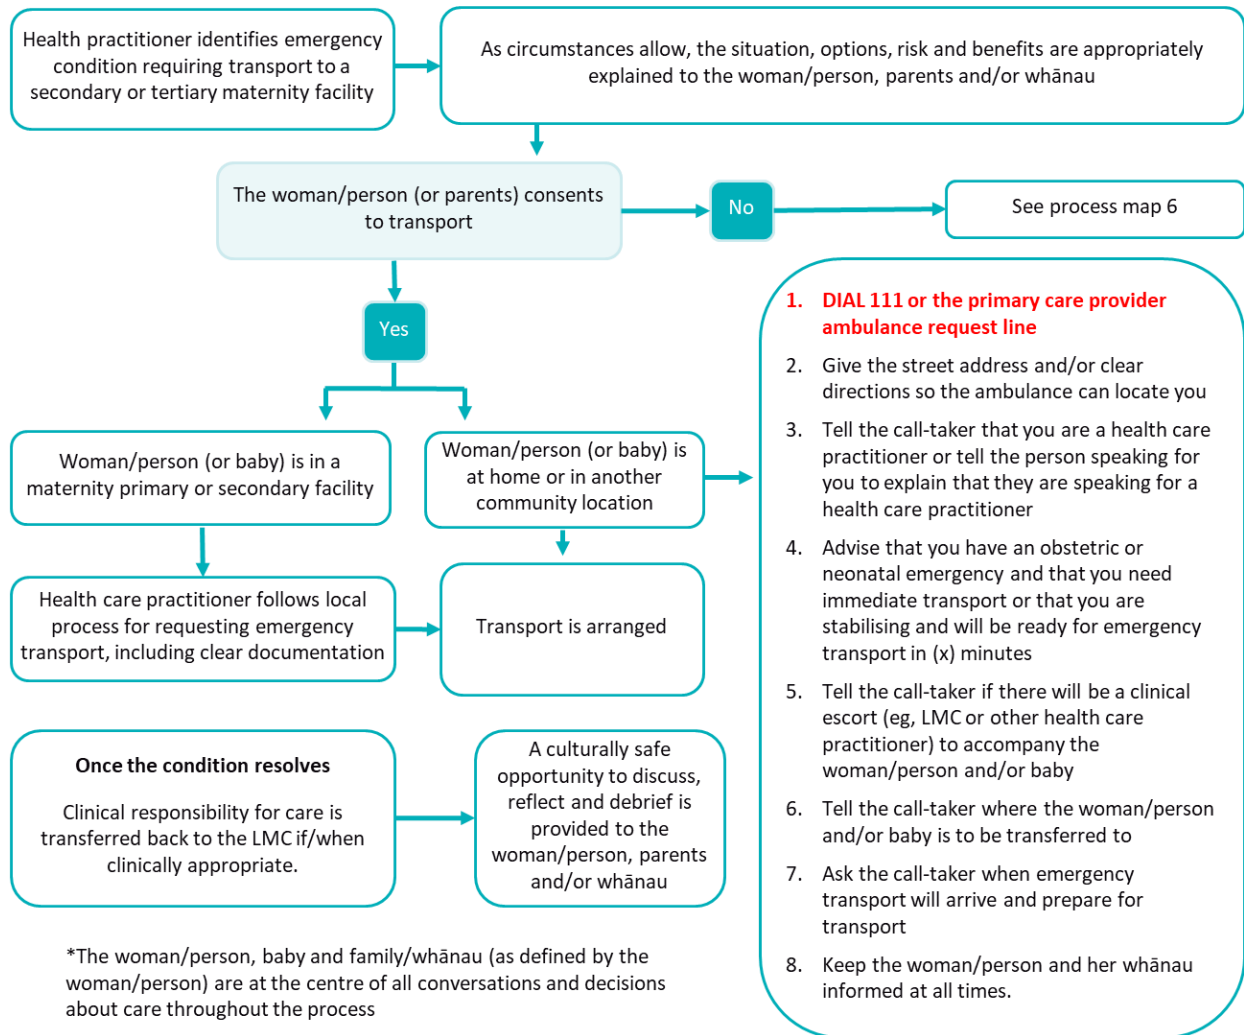 Health practitioner identifies emergency
condition requiring transport to a
secondary or tertiary maternity facility
As circumstances allow, the situation, options, risk and benefits are appropriately
explained to the woman/person, parents and/or whānau
The woman/person (or parents) consents
to transport
No
See process map 6
Yes
Woman/person (or baby) is in a
maternity primary or secondary facility
Woman/person (or baby) is
at home or in another
community location
Health care practitioner follows local
process for requesting emergency
transport, including clear documentation
Transport is arranged
1. DIAL 111 or the primary care provider
ambulance request line
2. Give the street address and/or clear
directions so the ambulance can locate you
3. Tell the call-taker that you are a health care
practitioner or tell the person speaking for
you to explain that they are speaking for a
health care practitioner
4. Advise that you have an obstetric or
neonatal emergency and that you need
immediate transport or that you are
stabilising and will be ready for emergency
transport in (x) minutes
5. Tell the call-taker if there will be a clinical
escort (eg, LMC or other health care
practitioner) to accompany the
woman/person and/or baby
6. Tell the call-taker where the woman/person
and/or baby is to be transferred to
7. Ask the call-taker when emergency
transport will arrive and prepare for
transport
8. Keep the woman/person and her whānau
informed at all times.
Once the condition resolves
Clinical responsibility for care is
transferred back to the LMC if/when
clinically appropriate.
A culturally safe
opportunity to discuss,
reflect and debrief is
provided to the
woman/person, parents
and/or whānau
*The woman/person, baby and family/whānau (as defined by the
woman/person) are at the centre of all conversations and decisions
about care throughout the process